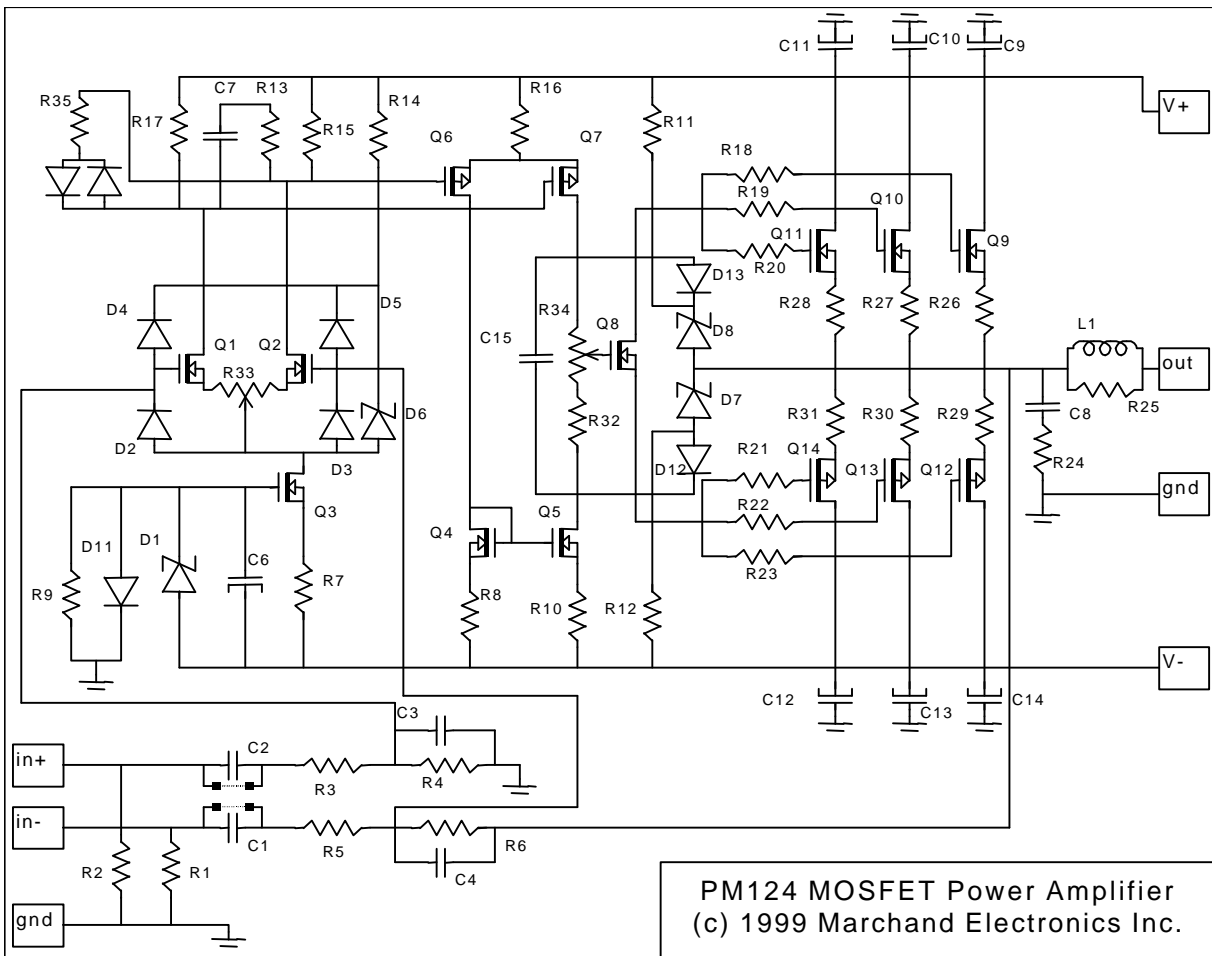 C11
C10
C9
C7
R13
R16
R35
R17
R15
R14
Q6
Q7
R11
V+
R18
R19
Q10
Q11
Q9
R20
D13
D4
D5
R28
R27
R26
Q1
Q2
R33
C15
R34
Q8
D8
L1
out
D6
D7
R25
D2
D3
R32
R31
R30
R29
C8
D12
R21
Q14
Q13
Q12
R24
gnd
Q3
R22
Q4
Q5
D11
D1
C6
R7
R23
R9
R8
R10
R12
V-
C12
C13
C14
C3
in+
C2
R3
R4
in-
C1
R5
R6
C4
R2
R1
gnd
PM124 MOSFET Power Amplifier
(c) 1999 Marchand Electronics Inc.